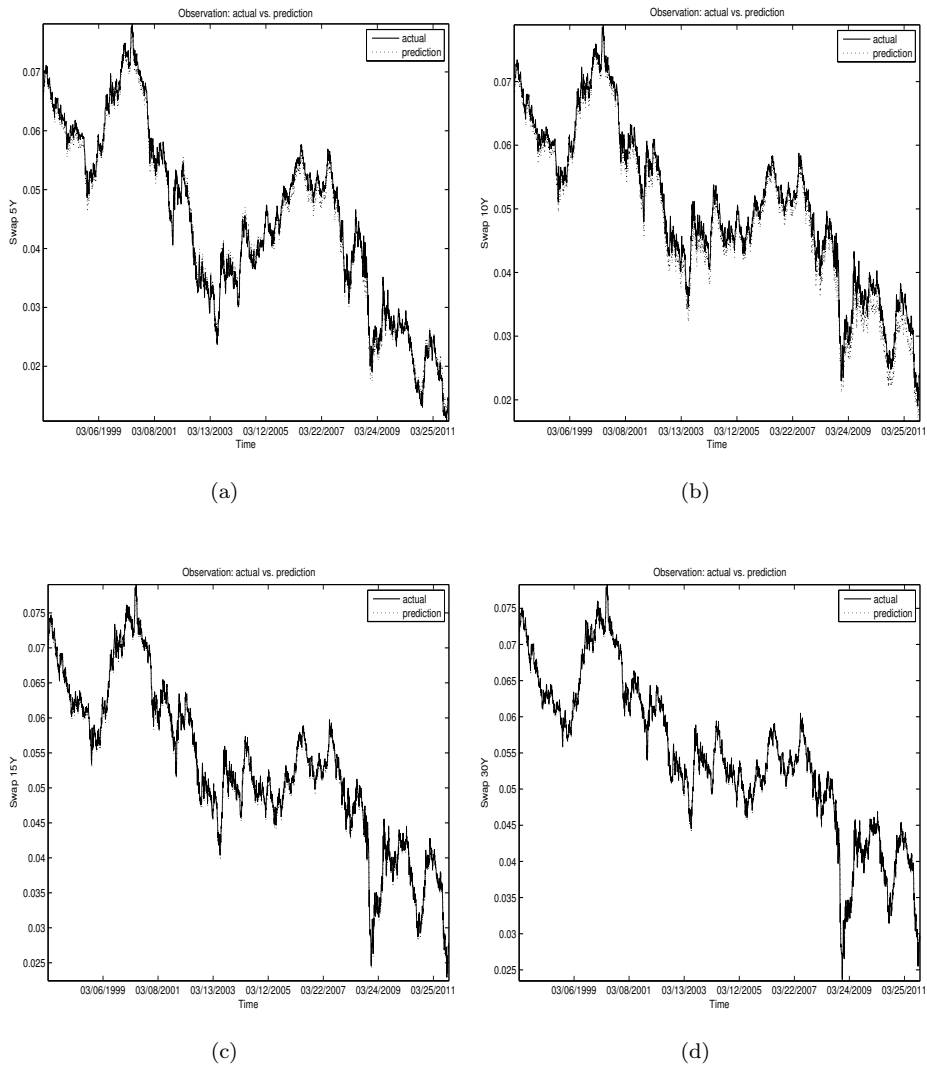 Observation: actual vs. prediction
actual
prediction
0.07
0.06
0.05
0.04
0.03
0.02
Swap 5Y
03/06/1999 03/08/2001 03/13/2003 03/12/2005 03/22/2007 03/24/2009 03/25/2011
Time
(a)
Observation: actual vs. prediction
actual
prediction
0.07
0.06
0.05
0.04
0.03
0.02
Swap 10Y
03/06/1999 03/08/2001 03/13/2003 03/12/2005 03/22/2007 03/24/2009 03/25/2011
Time
(b)
Observation: actual vs. prediction
actual
prediction
0.075
0.07
0.065
0.06
0.055
0.05
0.045
0.04
0.035
0.03
0.025
Swap 15Y
03/06/1999 03/08/2001 03/13/2003 03/12/2005 03/22/2007 03/24/2009 03/25/2011
Time
(c)
Observation: actual vs. prediction
actual
prediction
0.075
0.07
0.065
0.06
0.055
0.05
0.045
0.04
0.035
0.03
0.025
Swap 30Y
03/06/1999 03/08/2001 03/13/2003 03/12/2005 03/22/2007 03/24/2009 03/25/2011
Time
(d)